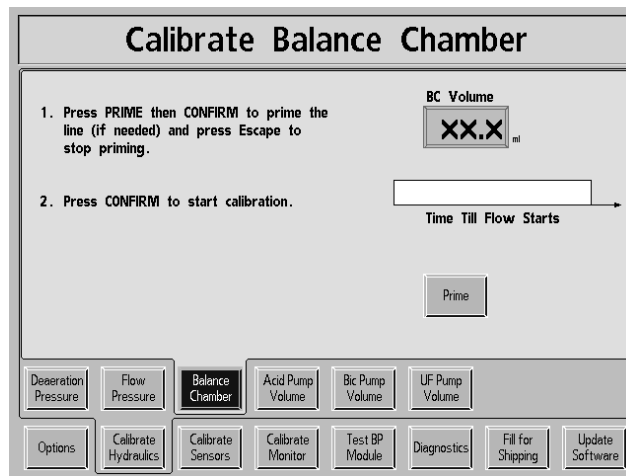 Calibrate Balance Chamber
1. Press PRIME then CONFIRM to prime the
line (if needed) and press Escape to
stop priming.
2. Press CONFIRM to start calibration.
BC Volume
XX.X ml
Time Till Flow Starts
Prime
Deaeration
Pressure
Flow
Pressure
Balance
Chamber
Acid Pump
Volume
Bic Pump
Volume
UF Pump
Volume
Options
Calibrate
Hydraulics
Calibrate
Sensors
Calibrate
Monitor
Test BP
Module
Diagnostics
Fill for
Shipping
Update
Software